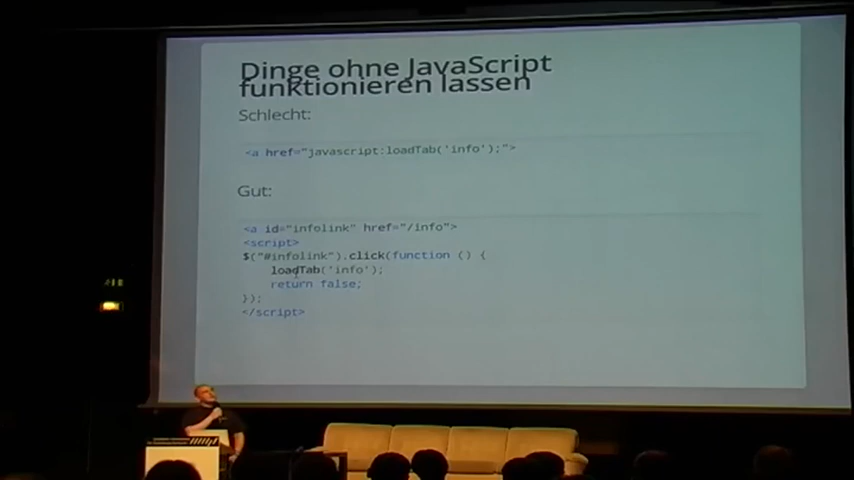 Dinge ohne JavaScript
funktionieren lassen
Schlecht:
<a href="javascript:loadTab('info');">
Gut:
<a id="infolink" href="/info">
<script>
$("#infolink").click(function () {
loadTab('info');
return false;
});
</script>